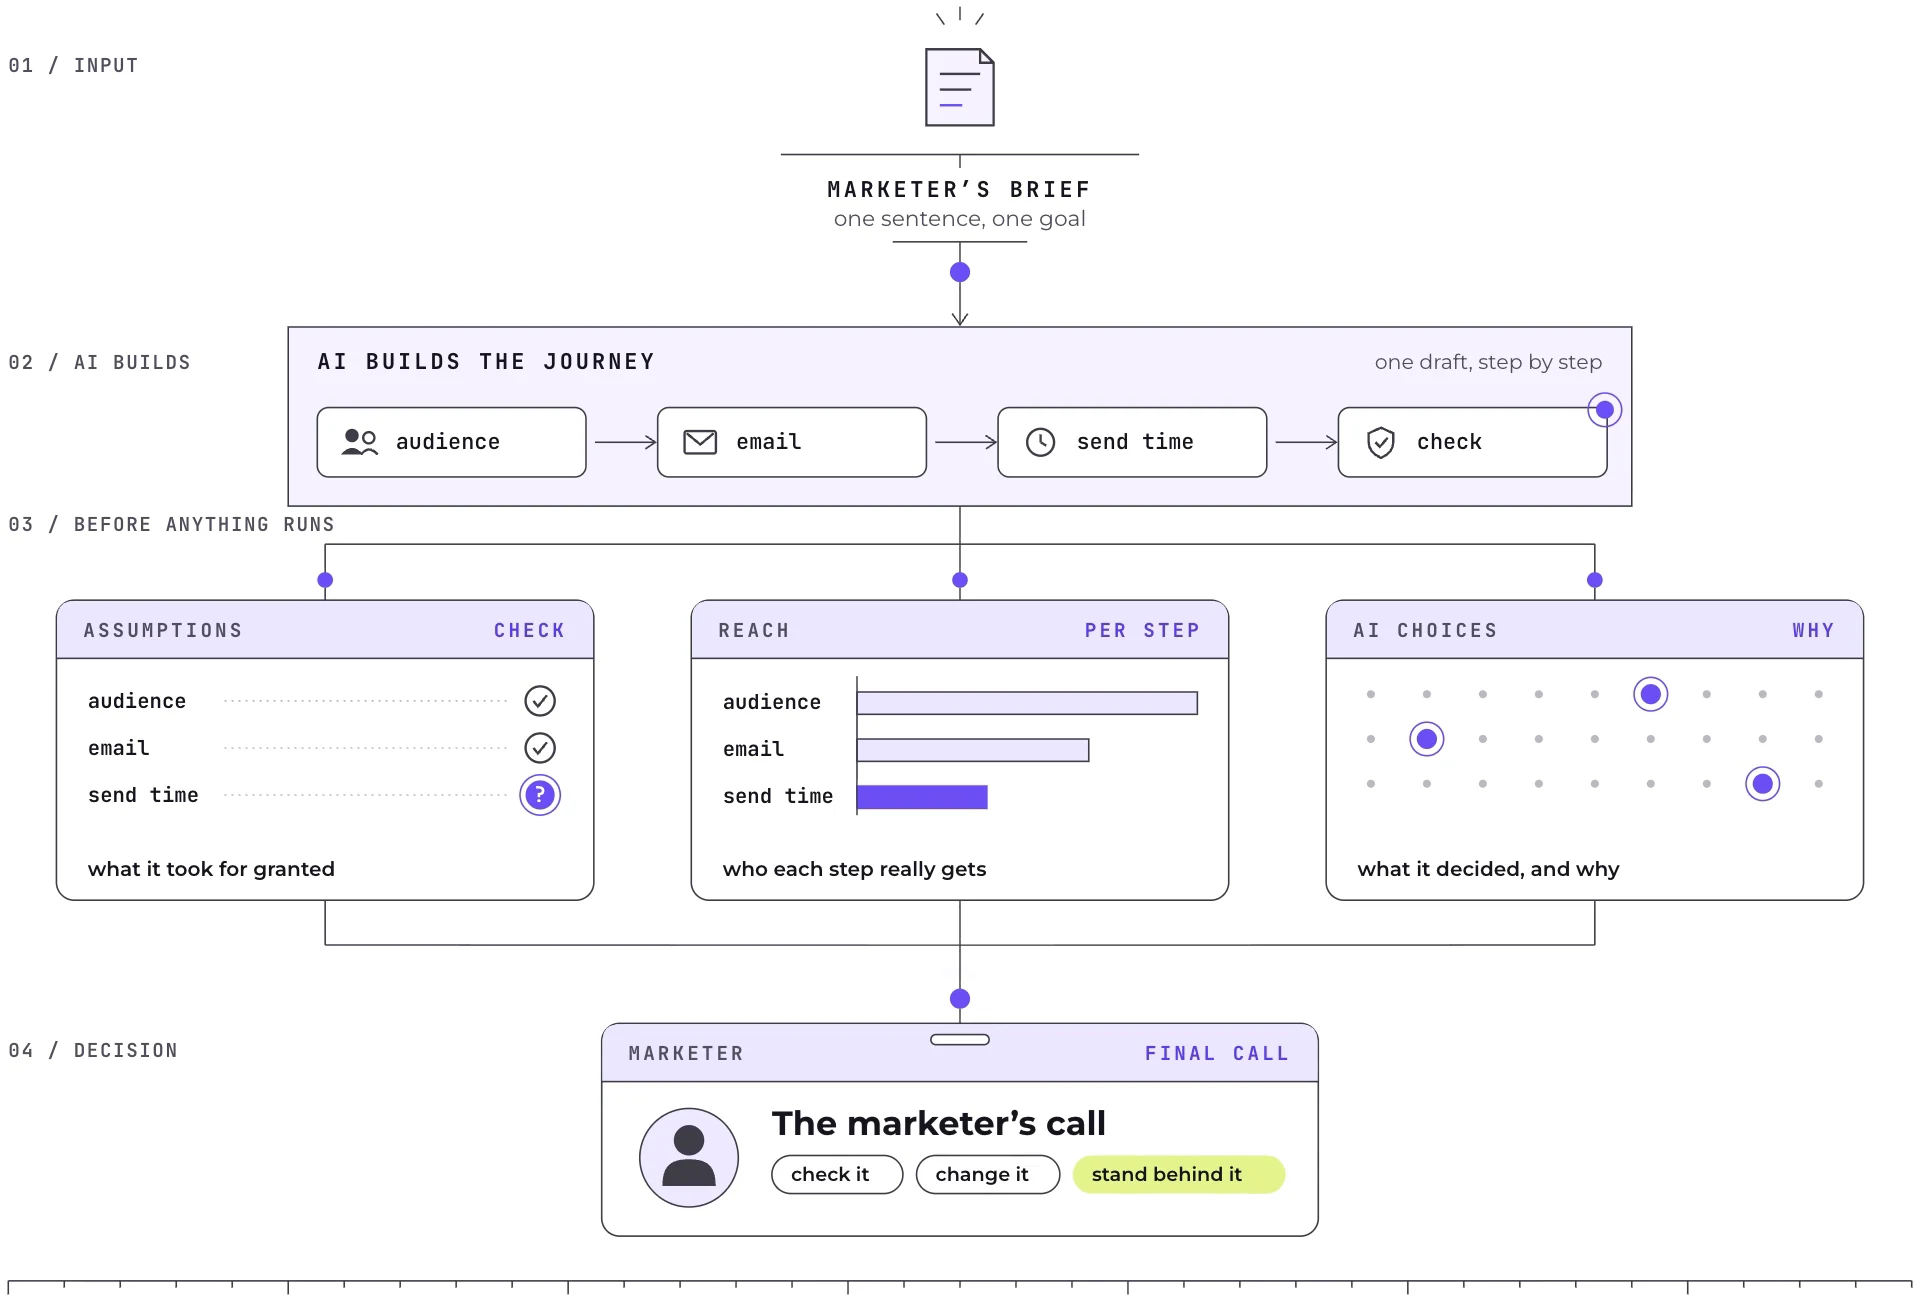 01 / INPUT
MARKETER’S BRIEF
one sentence, one goal
02 / AI BUILDS
AI BUILDS THE JOURNEY
one draft, step by step
audience
email
send time
check
03 / BEFORE ANYTHING RUNS
ASSUMPTIONS
CHECK
audience
email
send time
?
what it took for granted
REACH
PER STEP
audience
email
send time
who each step really gets
AI CHOICES
WHY
what it decided, and why
04 / DECISION
MARKETER
FINAL CALL
The marketer’s call
check it
change it
stand behind it